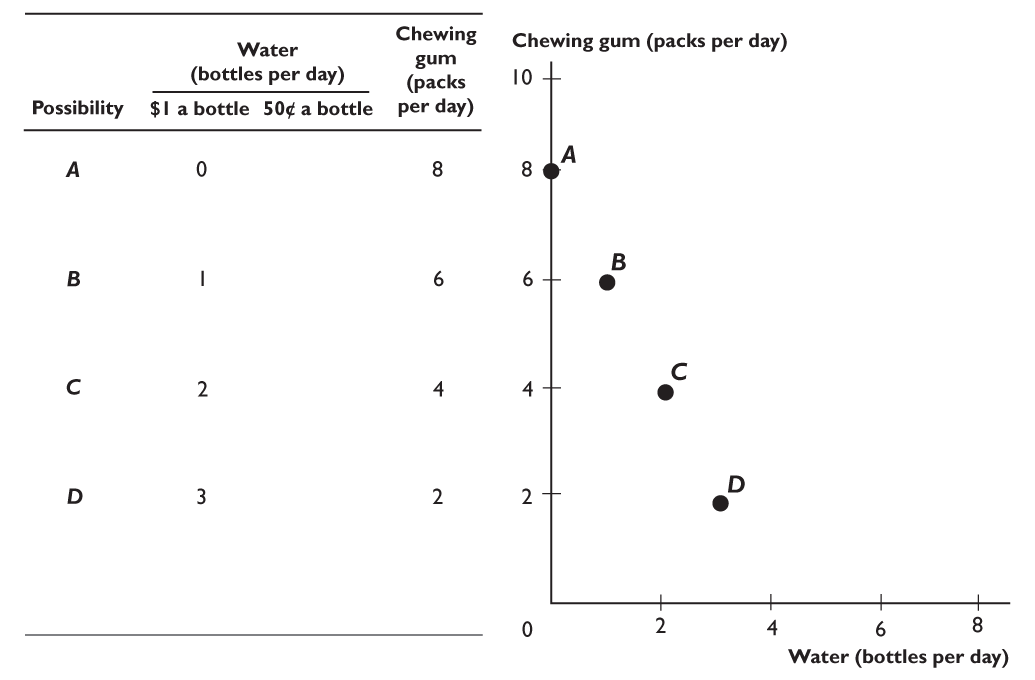 Water
(bottles per day)
Chewing
gum
(packs
per day)
Possibility $1 a bottle 50¢ a bottle
A 0 8
B 1 6
C 2 4
D 3 2
Chewing gum (packs per day)
10
8
6
4
2
0
A
B
C
D
2 4 6 8
Water (bottles per day)